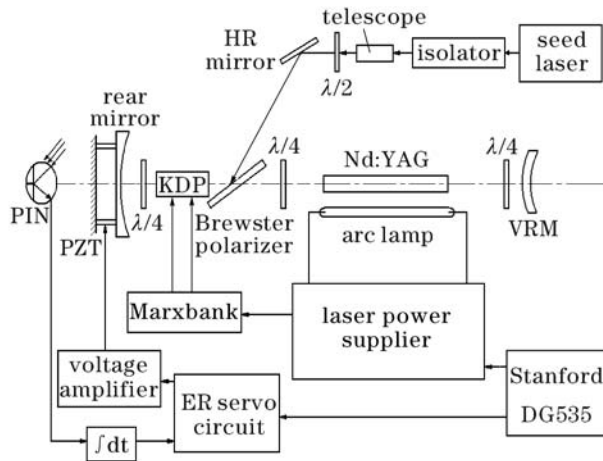 telescope
HR
mirror
λ/2
isolator
seed
laser
rear
mirror
λ/4
λ/4
Nd:YAG
λ/4
KDP
PIN
PZT
λ/4
Brewster
polarizer
arc lamp
VRM
Marxbank
laser power
supplier
voltage
amplifier
ER servo
circuit
Stanford
DG535
∫dt